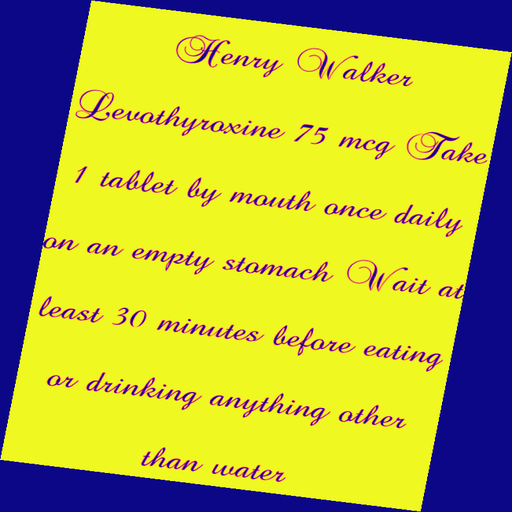 Henry Walker
Levothyroxine 75 mcg Take
1 tablet by mouth once daily
on an empty stomach Wait at
least 30 minutes before eating
or drinking anything other
than water